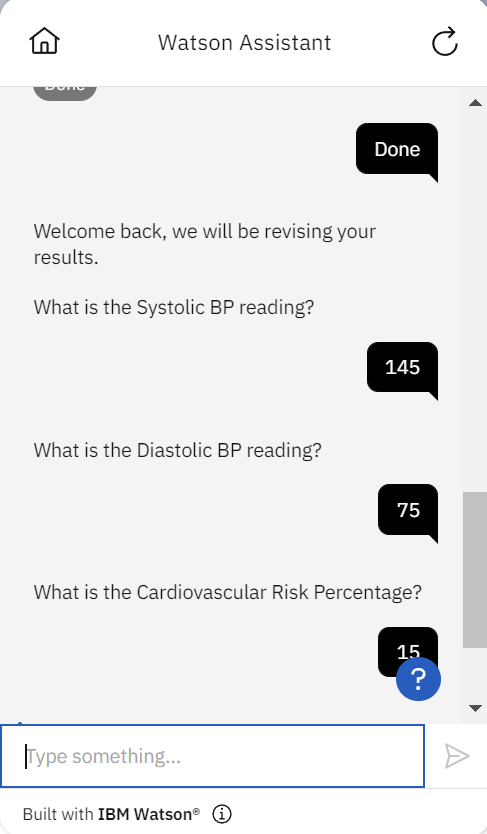 Watson Assistant
Done
Done
Welcome back, we will be revising your
results.
What is the Systolic BP reading?
145
What is the Diastolic BP reading?
75
What is the Cardiovascular Risk Percentage?
15
?
Type something...
Built with IBM Watson®